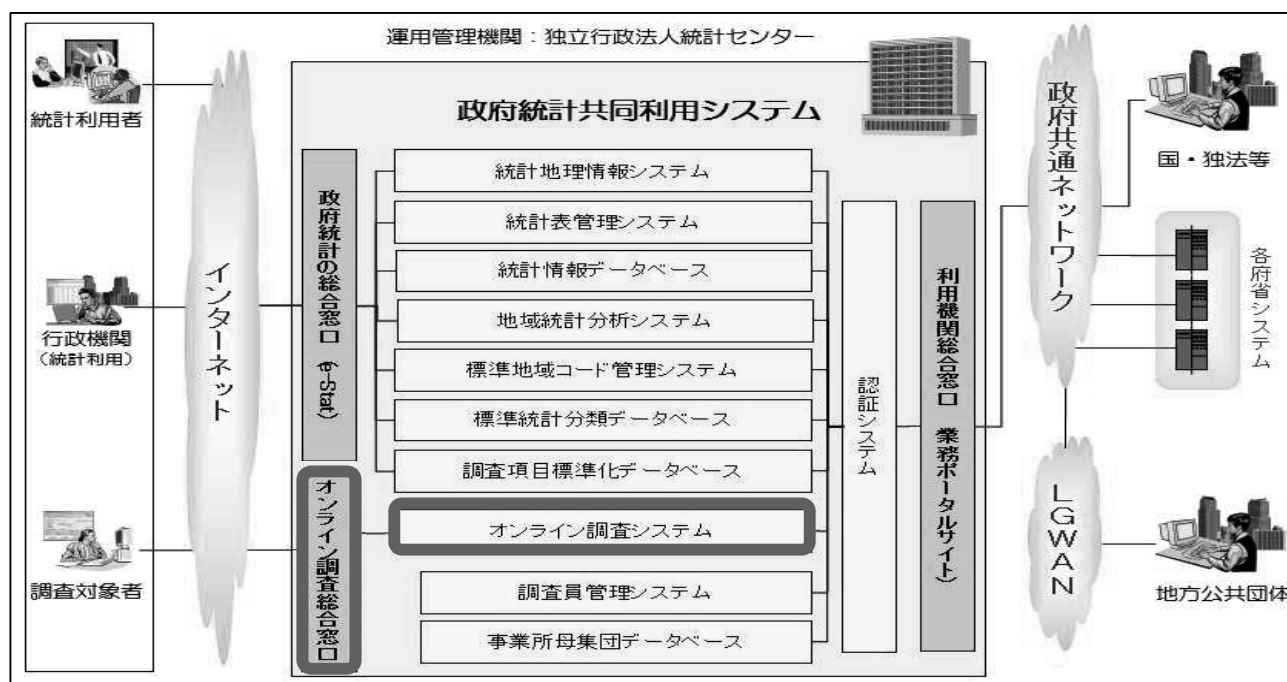 運用管理機関：独立行政法人統計センター
政府統計共同利用システム
統計利用者
行政機関
（統計利用）
調査対象者
インターネット
政府統計の総合窓口（e-Stat）
オンライン調査総合窓口
統計地理情報システム
統計表管理システム
統計情報データベース
地域統計分析システム
標準地域コード管理システム
標準統計分類データベース
調査項目標準化データベース
オンライン調査システム
調査員管理システム
事業所母集団データベース
認証システム
利用機関総合窓口（業務ポータルサイト）
政府共通ネットワーク
LGWAN
国・独法等
各府省システム
地方公共団体